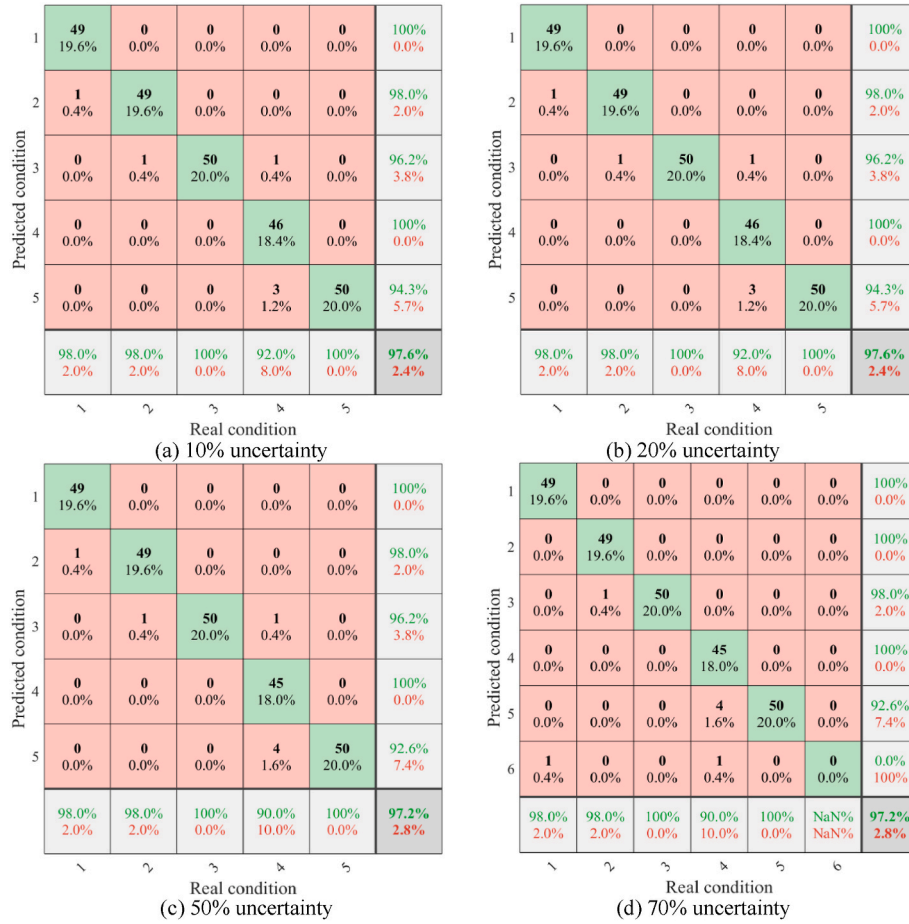 49 0 0 0 0 100%
1
19.6% 0.0% 0.0% 0.0% 0.0% 0.0%
1 49 0 0 0 98.0%
2
0.4% 19.6% 0.0% 0.0% 0.0% 2.0%
0 1 50 1 0 96.2%
3
0.0% 0.4% 20.0% 0.4% 0.0% 3.8%
0 0 0 46 0 100%
4
0.0% 0.0% 0.0% 18.4% 0.0% 0.0%
0 0 0 3 50 94.3%
5
0.0% 0.0% 0.0% 1.2% 20.0% 5.7%
98.0% 98.0% 100% 92.0% 100% 97.6%
2.0% 2.0% 0.0% 8.0% 0.0% 2.4%
1 2 3 4 5
Predicted condition
Real condition
(a) 10% uncertainty
49 0 0 0 0 100%
1
19.6% 0.0% 0.0% 0.0% 0.0% 0.0%
1 49 0 0 0 98.0%
2
0.4% 19.6% 0.0% 0.0% 0.0% 2.0%
0 1 50 1 0 96.2%
3
0.0% 0.4% 20.0% 0.4% 0.0% 3.8%
0 0 0 46 0 100%
4
0.0% 0.0% 0.0% 18.4% 0.0% 0.0%
0 0 0 3 50 94.3%
5
0.0% 0.0% 0.0% 1.2% 20.0% 5.7%
98.0% 98.0% 100% 92.0% 100% 97.6%
2.0% 2.0% 0.0% 8.0% 0.0% 2.4%
1 2 3 4 5
Predicted condition
Real condition
(b) 20% uncertainty
49 0 0 0 0 100%
1
19.6% 0.0% 0.0% 0.0% 0.0% 0.0%
1 49 0 0 0 98.0%
2
0.4% 19.6% 0.0% 0.0% 0.0% 2.0%
0 1 50 1 0 96.2%
3
0.0% 0.4% 20.0% 0.4% 0.0% 3.8%
0 0 0 45 0 100%
4
0.0% 0.0% 0.0% 18.0% 0.0% 0.0%
0 0 0 4 50 92.6%
5
0.0% 0.0% 0.0% 1.6% 20.0% 7.4%
98.0% 98.0% 100% 90.0% 100% 97.2%
2.0% 2.0% 0.0% 10.0% 0.0% 2.8%
1 2 3 4 5
Predicted condition
Real condition
(c) 50% uncertainty
49 0 0 0 0 0 100%
1
19.6% 0.0% 0.0% 0.0% 0.0% 0.0% 0.0%
0 49 0 0 0 0 100%
2
0.0% 19.6% 0.0% 0.0% 0.0% 0.0% 0.0%
0 1 50 0 0 0 98.0%
3
0.0% 0.4% 20.0% 0.0% 0.0% 0.0% 2.0%
0 0 0 45 0 0 100%
4
0.0% 0.0% 0.0% 18.0% 0.0% 0.0% 0.0%
0 0 0 4 50 0 92.6%
5
0.0% 0.0% 0.0% 1.6% 20.0% 0.0% 7.4%
1 0 0 1 0 0 0.0%
6
0.4% 0.0% 0.0% 0.4% 0.0% 0.0% 100%
98.0% 98.0% 100% 90.0% 100% NaN% 97.2%
2.0% 2.0% 0.0% 10.0% 0.0% NaN% 2.8%
1 2 3 4 5 6
Predicted condition
Real condition
(d) 70% uncertainty